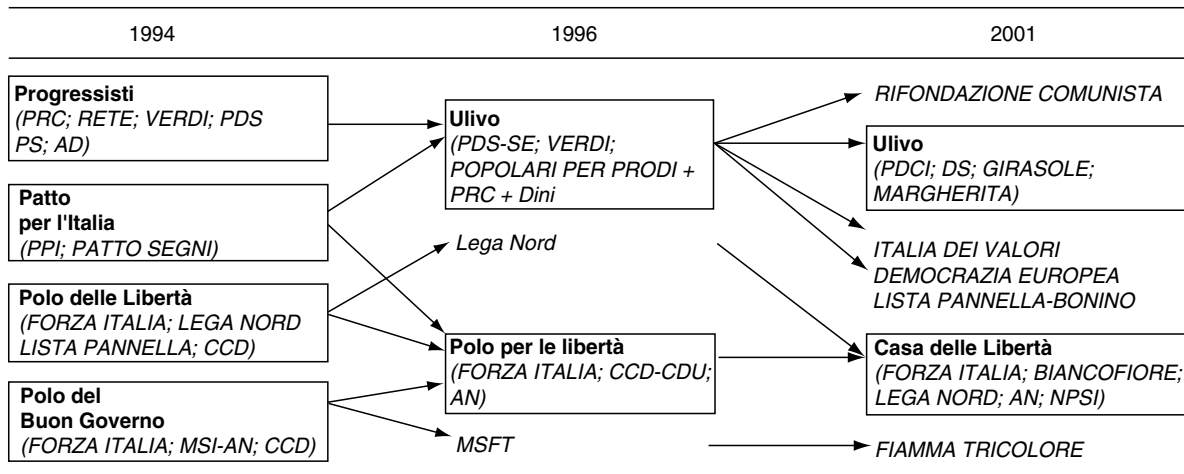 1994
1996
2001
Progressisti
(PRC; RETE; VERDI; PDS
PS; AD)
Patto
per l'Italia
(PPI; PATTO SEGNI)
Polo delle Libertà
(FORZA ITALIA; LEGA NORD
LISTA PANNELLA; CCD)
Polo del
Buon Governo
(FORZA ITALIA; MSI-AN; CCD)
Ulivo
(PDS-SE; VERDI;
POPOLARI PER PRODI +
PRC + Dini
Lega Nord
Polo per le libertà
(FORZA ITALIA; CCD-CDU;
AN)
MSFT
RIFONDAZIONE COMUNISTA
Ulivo
(PDCI; DS; GIRASOLE;
MARGHERITA)
ITALIA DEI VALORI
DEMOCRAZIA EUROPEA
LISTA PANNELLA-BONINO
Casa delle Libertà
(FORZA ITALIA; BIANCOFIORE;
LEGA NORD; AN; NPSI)
FIAMMA TRICOLORE